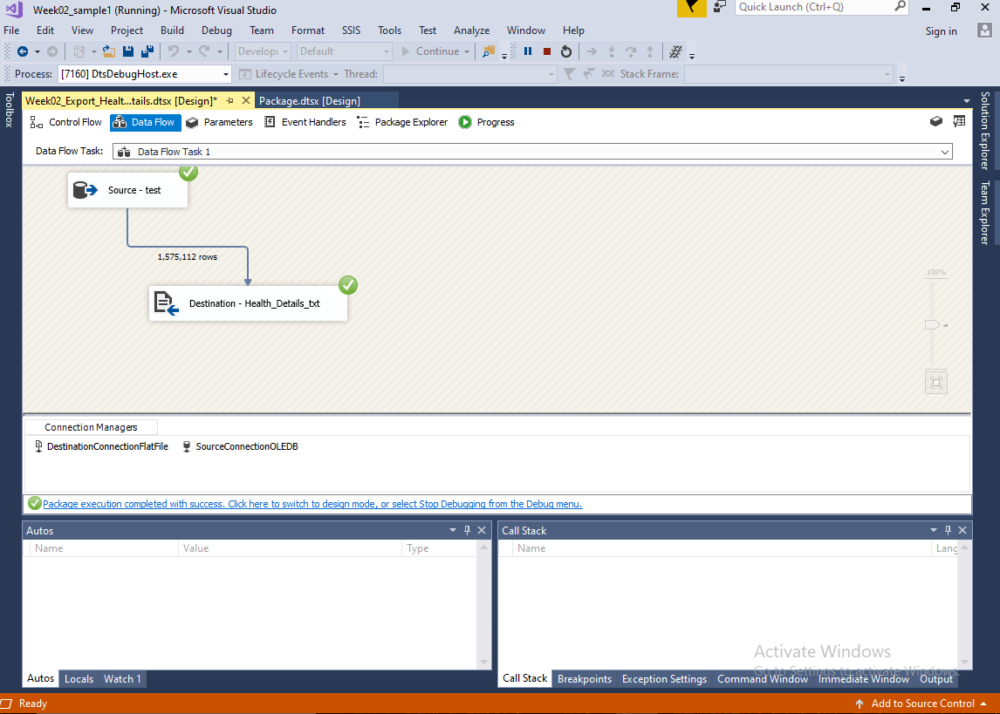 Week02_sample1 (Running) - Microsoft Visual Studio
Quick Launch (Ctrl+Q)
File Edit View Project Build Debug Team Format SSIS Tools Test Analyze Window Help Sign in
Developi Default Continue
Process: [7160] DtsDebugHost.exe Lifecycle Events Thread: Stack Frame:
Toolbox
Week02_Export_Healt...tails.dtsx [Design]* Package.dtsx [Design]
Control Flow Data Flow Parameters Event Handlers Package Explorer Progress
Data Flow Task: Data Flow Task 1
Solution Explorer
Team Explorer
Source - test
1,575,112 rows
Destination - Health_Details_txt
100%
Connection Managers
DestinationConnectionFlatFile SourceConnectionOLEDB
Package execution completed with success. Click here to switch to design mode, or select Stop Debugging from the Debug menu.
Autos Call Stack
Name Value Type Name Lang
Activate Windows
Go to Settings to activate Windows.
Autos Locals Watch 1 Call Stack Breakpoints Exception Settings Command Window Immediate Window Output
Ready Add to Source Control